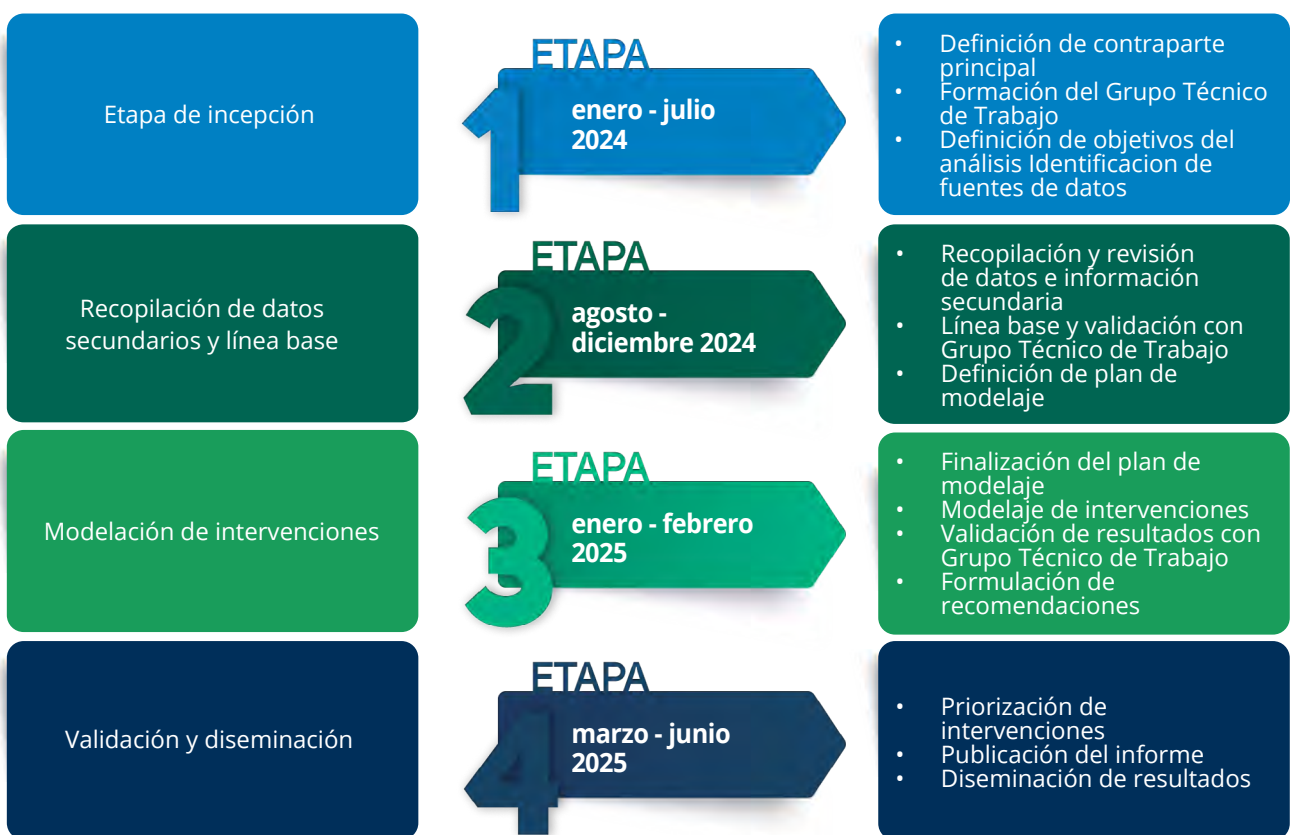 Etapa de incepción
ETAPA
1
enero - julio
2024
• Definición de contraparte
principal
• Formación del Grupo Técnico
de Trabajo
• Definición de objetivos del
análisis Identificacion de
fuentes de datos
Recopilación de datos
secundarios y línea base
ETAPA
2
agosto -
diciembre 2024
• Recopilación y revisión
de datos e información
secundaria
• Línea base y validación con
Grupo Técnico de Trabajo
• Definición de plan de
modelaje
Modelación de intervenciones
ETAPA
3
enero - febrero
2025
• Finalización del plan de
modelaje
• Modelaje de intervenciones
• Validación de resultados con
Grupo Técnico de Trabajo
• Formulación de
recomendaciones
Validación y diseminación
ETAPA
4
marzo - junio
2025
• Priorización de
intervenciones
• Publicación del informe
• Diseminación de resultados